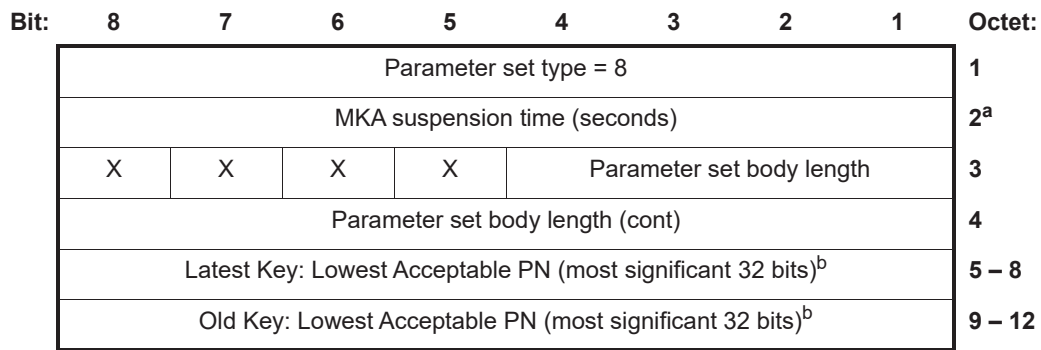 Bit: 8 7 6 5 4 3 2 1 Octet:
Parameter set type = 8 1
MKA suspension time (seconds) 2a
X X X X Parameter set body length 3
Parameter set body length (cont) 4
Latest Key: Lowest Acceptable PN (most significant 32 bits)b 5 – 8
Old Key: Lowest Acceptable PN (most significant 32 bits)b 9 – 12